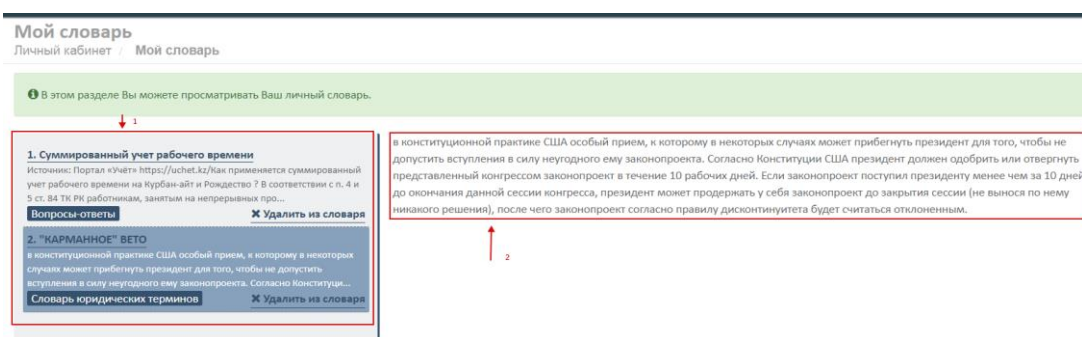 Мой словарь
Личный кабинет / Мой словарь
В этом разделе Вы можете просматривать Ваш личный словарь.
1
1. Суммированный учет рабочего времени
Источник: Портал «Учёт» https://uchet.kz/Как применяется суммированный
учет рабочего времени на Курбан-айт и Рождество ? В соответствии с п. 4 и
5 ст. 84 ТК РК работникам, занятым на непрерывных про...
Вопросы-ответы ✖ Удалить из словаря
2. "КАРМАННОЕ" ВЕТО
в конституционной практике США особый прием, к которому в некоторых
случаях может прибегнуть президент для того, чтобы не допустить
вступления в силу неугодного ему законопроекта. Согласно Конституци...
Словарь юридических терминов ✖ Удалить из словаря
в конституционной практике США особый прием, к которому в некоторых случаях может прибегнуть президент для того, чтобы не
допустить вступления в силу неугодного ему законопроекта. Согласно Конституции США президент должен одобрить или отвергнуть
представленный конгрессом законопроект в течение 10 рабочих дней. Если законопроект поступил президенту менее чем за 10 дней
до окончания данной сессии конгресса, президент может продержать у себя законопроект до закрытия сессии (не вынося по нему
никакого решения), после чего законопроект согласно правилу дисконтинуитета будет считаться отклоненным.
2